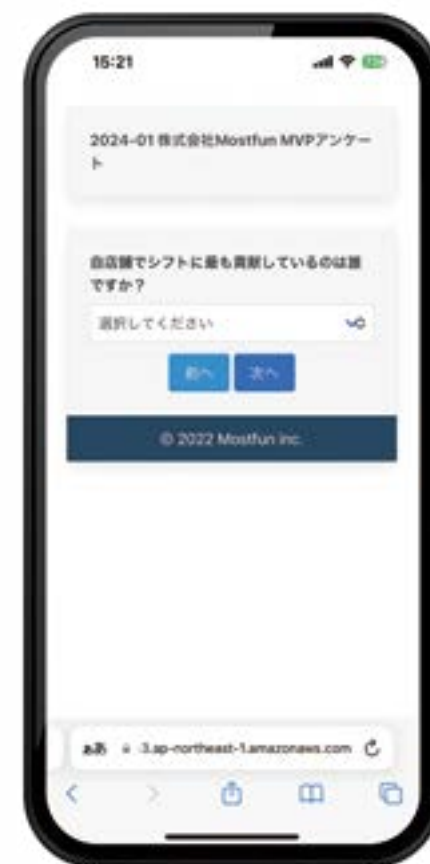 15:21
2024-01 株式会社Mostfun MVPアンケー
ト
自店舗でシフトに最も貢献しているのは誰
ですか？
選択してください
前へ 次へ
© 2022 Mostfun inc.
ぁあ 3.ap-northeast-1.amazonaws.com